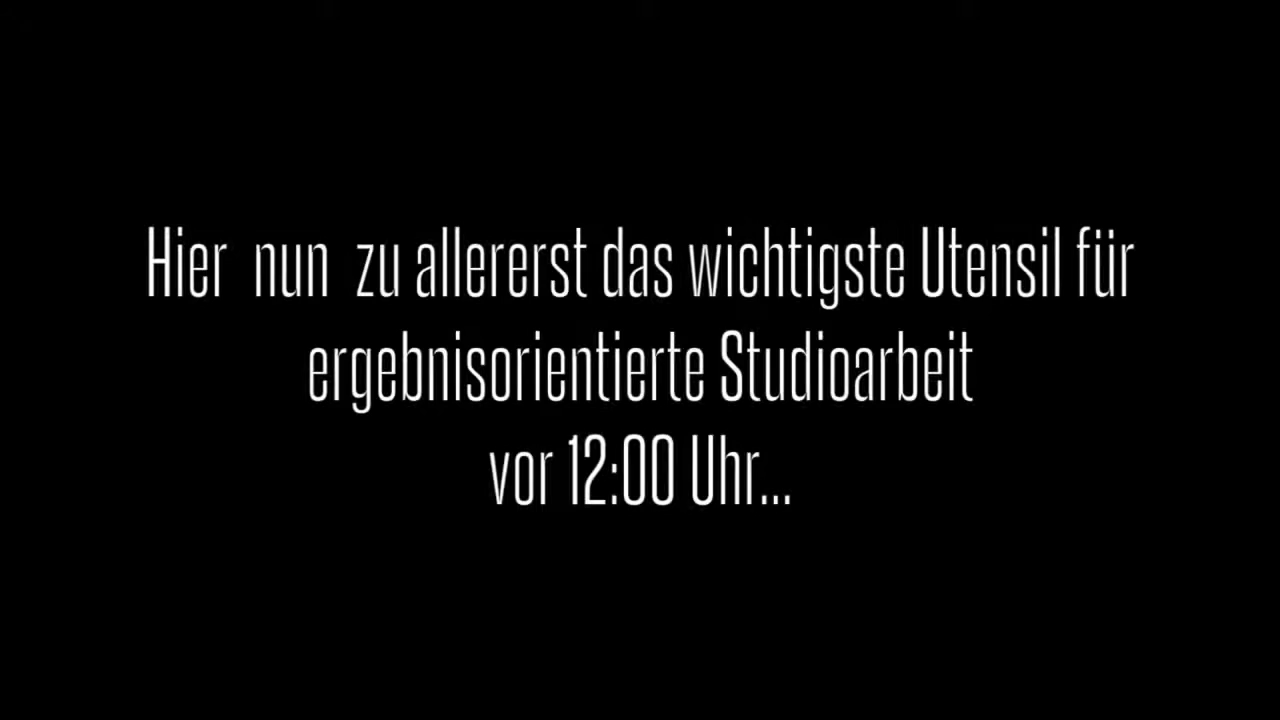 Hier nun zu allererst das wichtigste Utensil für
ergebnisorientierte Studioarbeit
vor 12:00 Uhr...